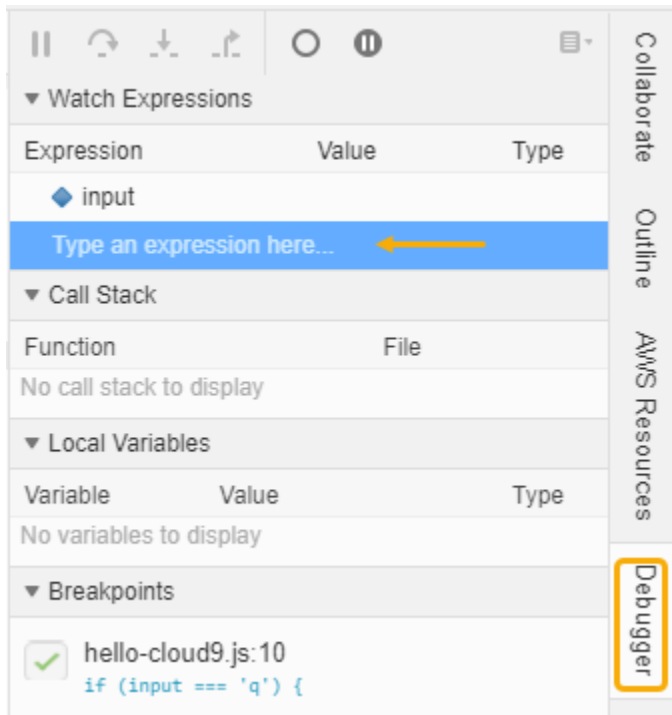 Watch Expressions
Expression Value Type
input
Type an expression here...
Call Stack
Function File
No call stack to display
Local Variables
Variable Value Type
No variables to display
Breakpoints
hello-cloud9.js:10
if (input === 'q') {
Collaborate
Outline
AWS Resources
Debugger